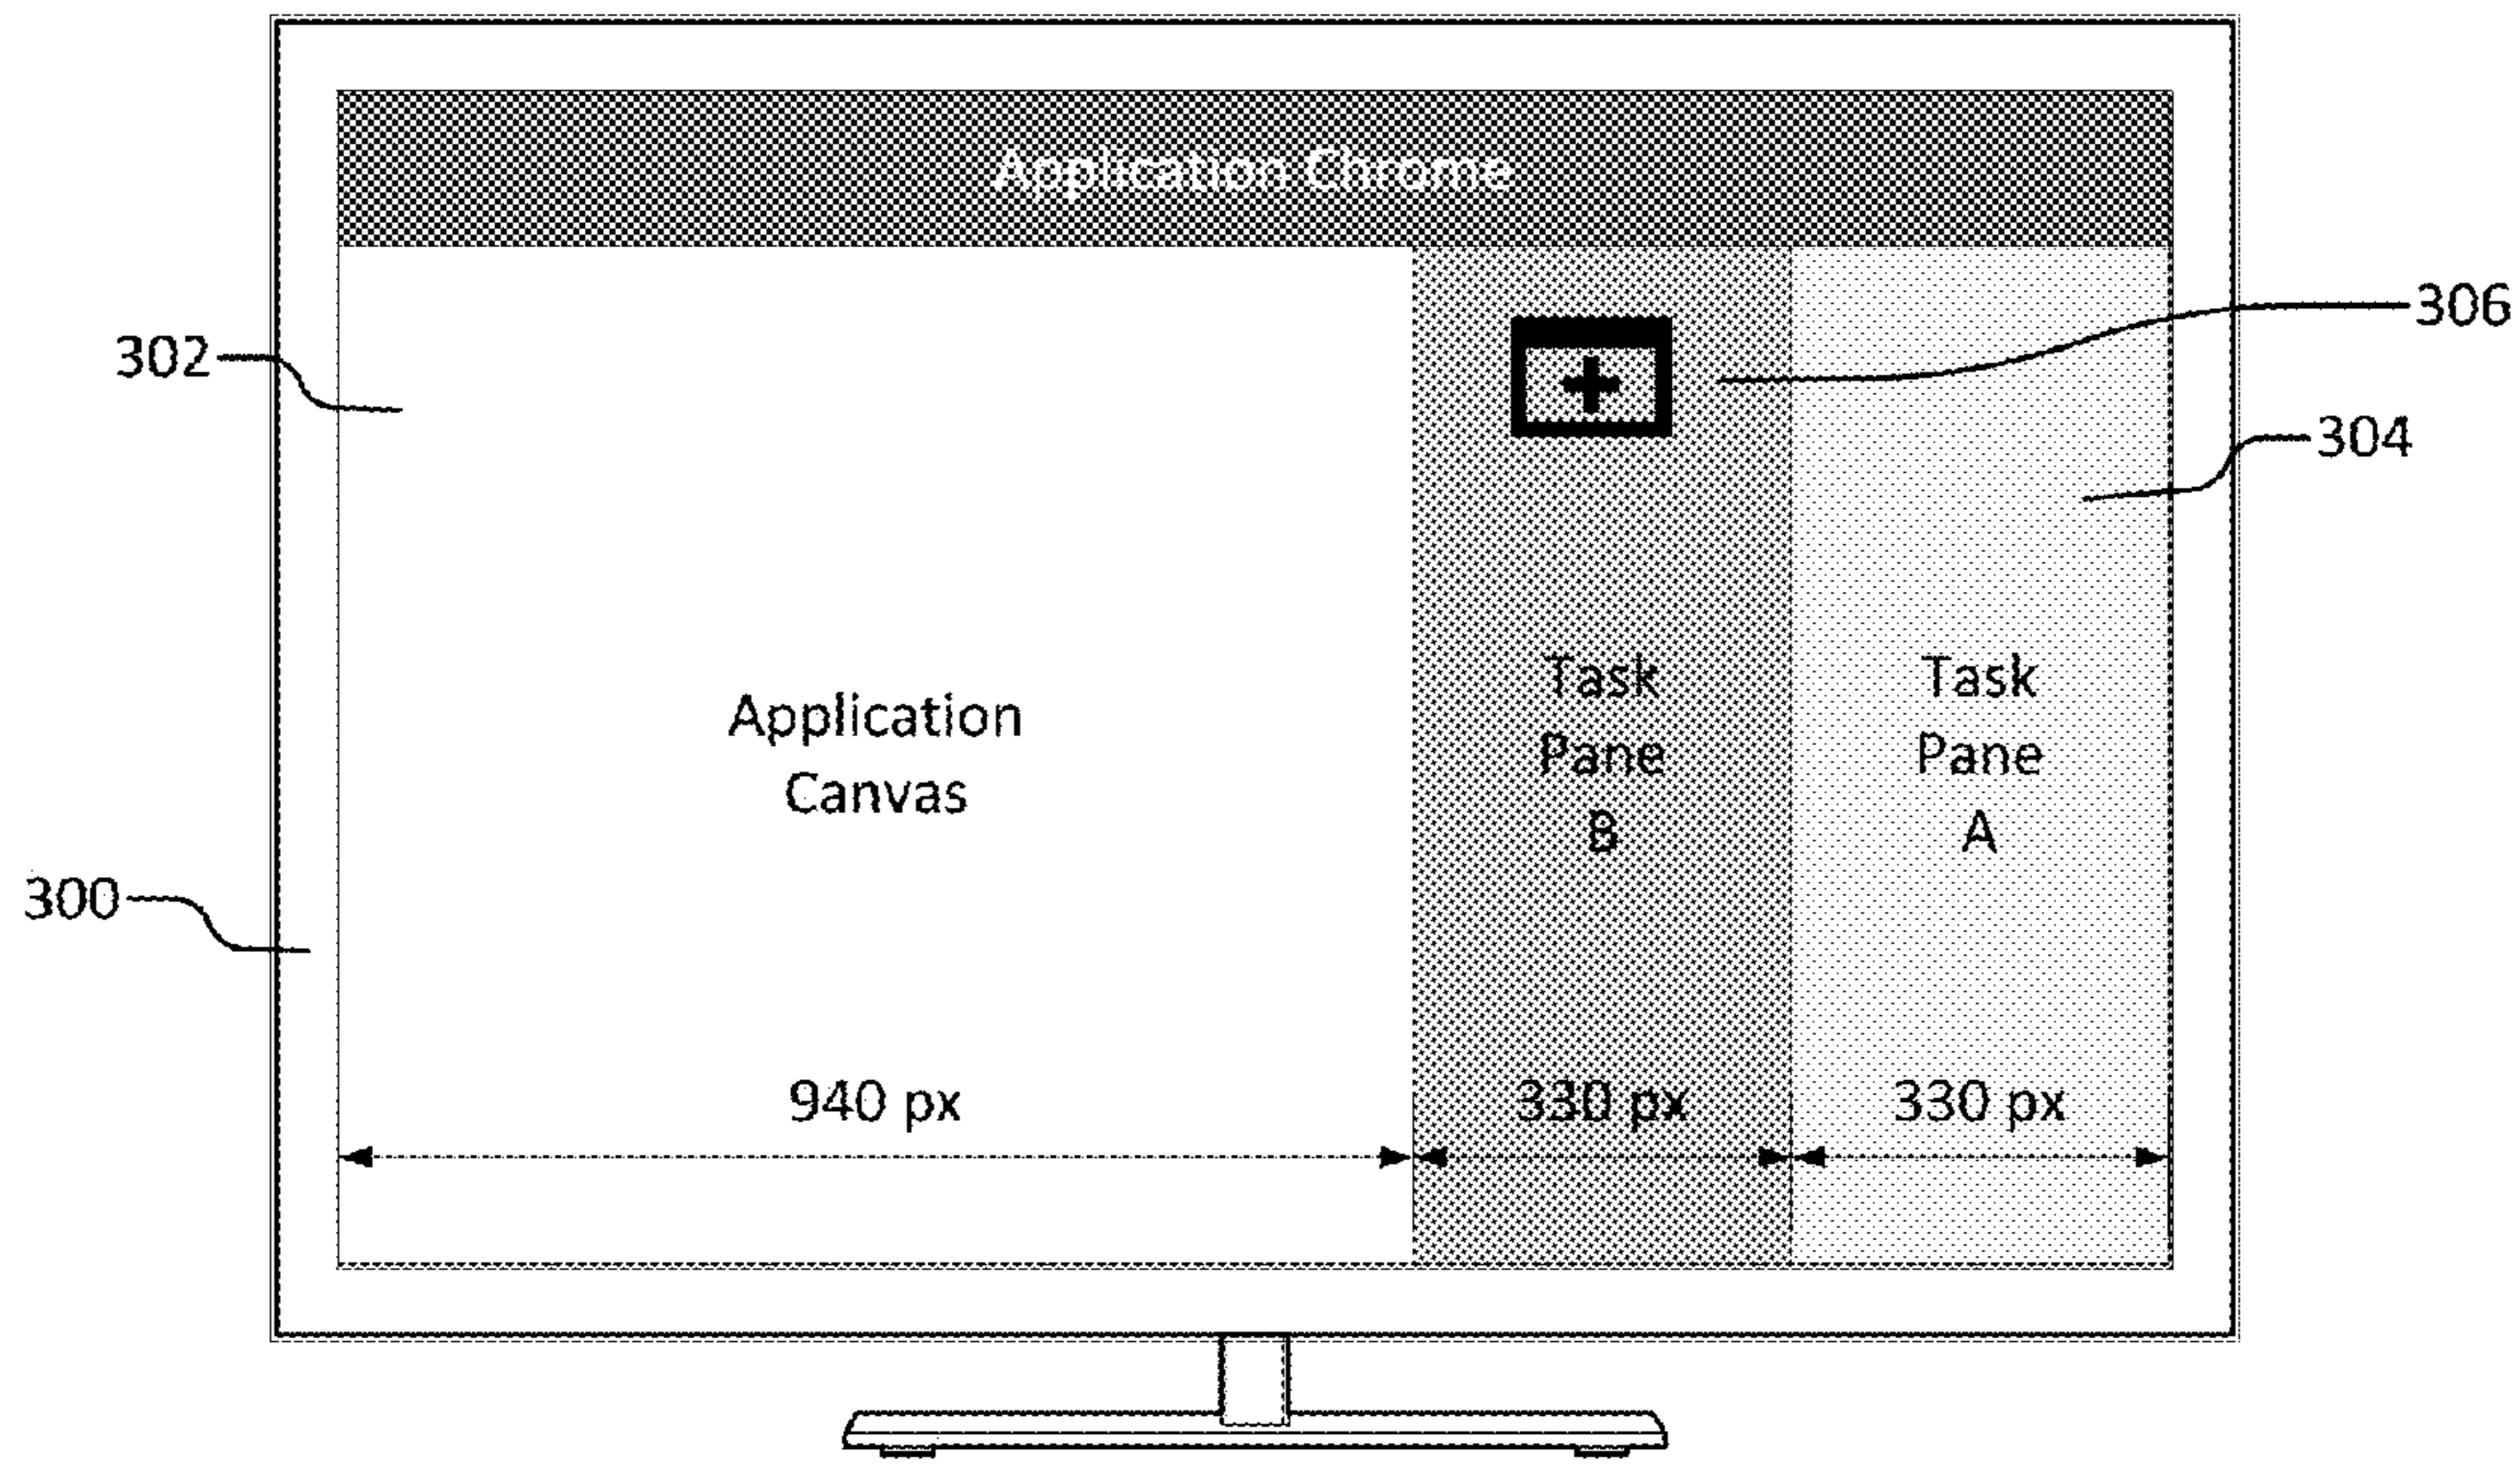 Application Chrome
306
302
304
Task
Pane
B
Task
Pane
A
Application
Canvas
300
940 px
330 px
330 px